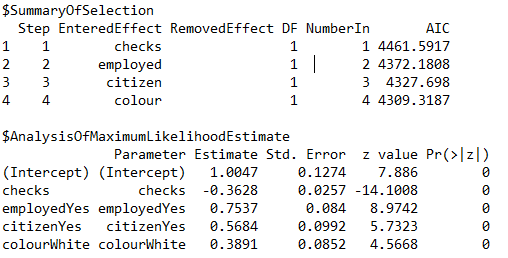 $SummaryOfSelection
Step EnteredEffect RemovedEffect DF NumberIn AIC
1 1 checks 1 1 4461.5917
2 2 employed 1 2 4372.1808
3 3 citizen 1 3 4327.698
4 4 colour 1 4 4309.3187
$AnalysisOfMaximumLikelihoodEstimate
Parameter Estimate Std. Error z value Pr(>|z|)
(Intercept) (Intercept) 1.0047 0.1274 7.886 0
checks checks -0.3628 0.0257 -14.1008 0
employedYes employedYes 0.7537 0.084 8.9742 0
citizenYes citizenYes 0.5684 0.0992 5.7323 0
colourWhite colourWhite 0.3891 0.0852 4.5668 0